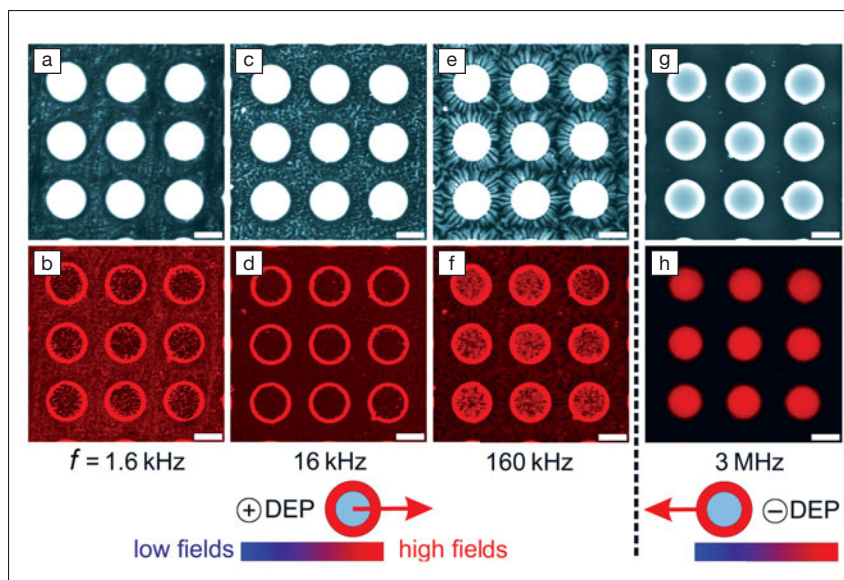 a c e g
b d f h
f = 1.6 kHz 16 kHz 160 kHz 3 MHz
+ DEP − DEP
low fields high fields